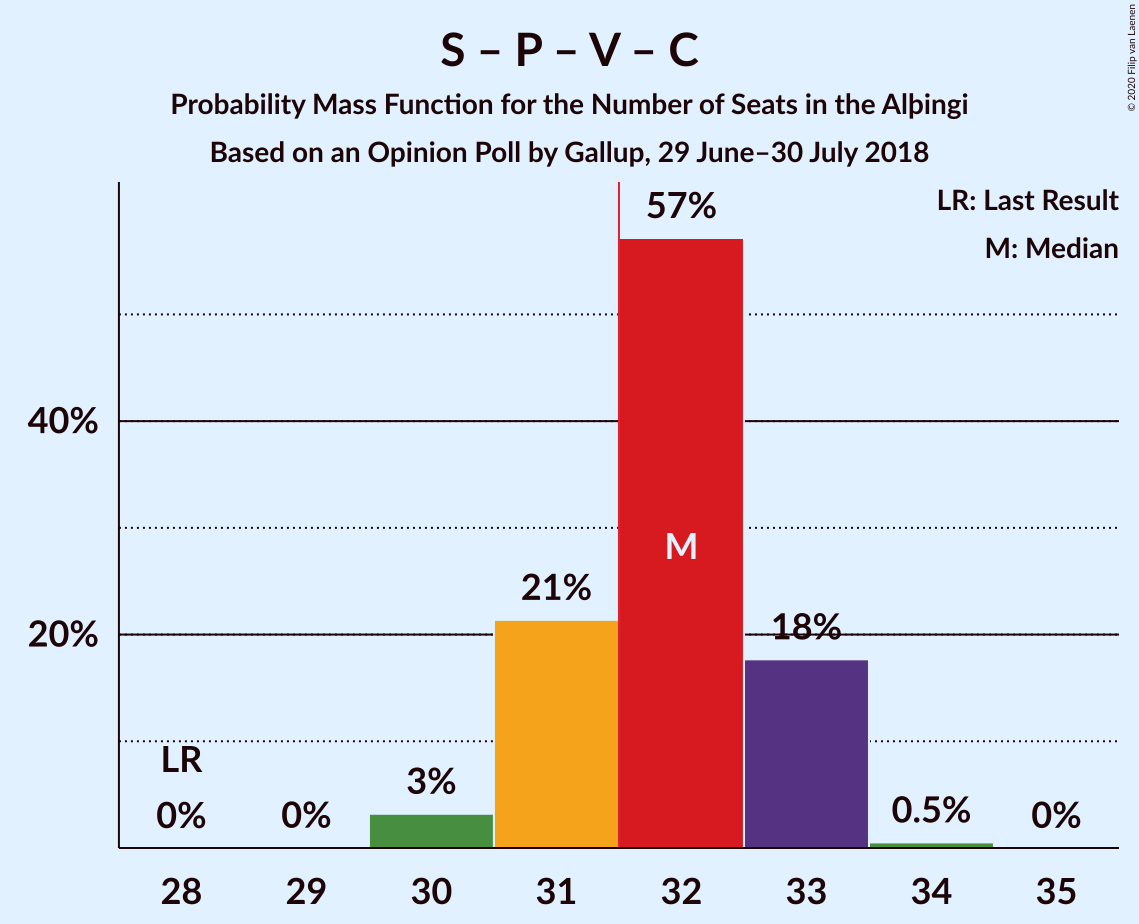 S – P – V – C
Probability Mass Function for the Number of Seats in the Alþingi
Based on an Opinion Poll by Gallup, 29 June–30 July 2018
© 2020 Filip van Laenen
LR: Last Result
M: Median
57%
40%
M
21%
18%
20%
LR
3%
0%
0%
0.5%
0%
28 29 30 31 32 33 34 35